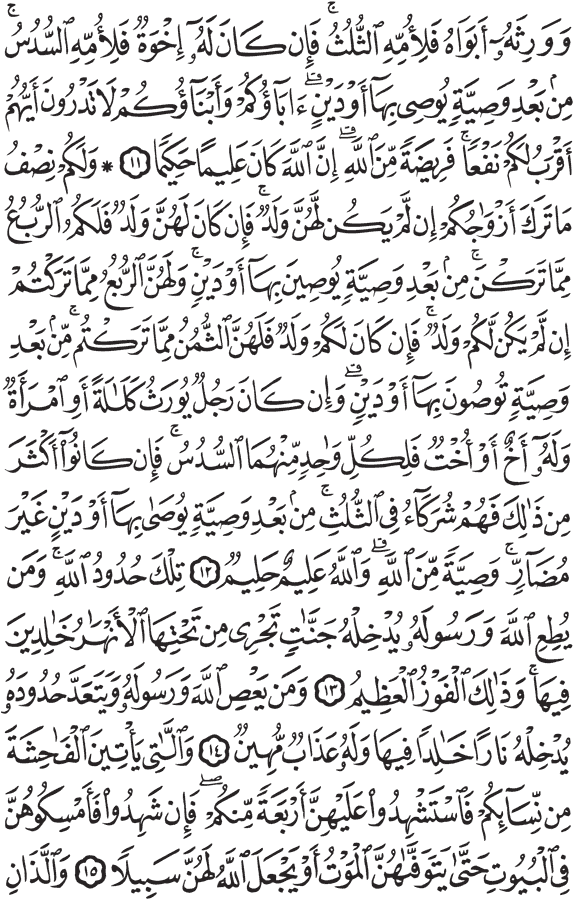 وَوَرِثَهُۥٓ أَبَوَاهُ فَلِأُمِّهِ ٱلثُّلُثُ ۚ فَإِن كَانَ لَهُۥٓ إِخْوَةٌ فَلِأُمِّهِ ٱلسُّدُسُ ۚ
مِنۢ بَعْدِ وَصِيَّةٍ يُوصِى بِهَآ أَوْ دَيْنٍ ۗ ءَابَآؤُكُمْ وَأَبْنَآؤُكُمْ لَا تَدْرُونَ أَيُّهُمْ
أَقْرَبُ لَكُمْ نَفْعًا ۚ فَرِيضَةً مِّنَ ٱللَّهِ ۗ إِنَّ ٱللَّهَ كَانَ عَلِيمًا حَكِيمًا ١١ * وَلَكُمْ نِصْفُ
مَا تَرَكَ أَزْوَٰجُكُمْ إِن لَّمْ يَكُن لَّهُنَّ وَلَدٌ ۚ فَإِن كَانَ لَهُنَّ وَلَدٌ فَلَكُمُ ٱلرُّبُعُ
مِمَّا تَرَكْنَ ۚ مِنۢ بَعْدِ وَصِيَّةٍ يُوصِينَ بِهَآ أَوْ دَيْنٍ ۚ وَلَهُنَّ ٱلرُّبُعُ مِمَّا تَرَكْتُمْ
إِن لَّمْ يَكُن لَّكُمْ وَلَدٌ ۚ فَإِن كَانَ لَكُمْ وَلَدٌ فَلَهُنَّ ٱلثُّمُنُ مِمَّا تَرَكْتُم ۚ مِّنۢ بَعْدِ
وَصِيَّةٍ تُوصُونَ بِهَآ أَوْ دَيْنٍ ۗ وَإِن كَانَ رَجُلٌ يُورَثُ كَلَٰلَةً أَوِ ٱمْرَأَةٌ
وَلَهُۥٓ أَخٌ أَوْ أُخْتٌ فَلِكُلِّ وَٰحِدٍ مِّنْهُمَا ٱلسُّدُسُ ۚ فَإِن كَانُوٓا۟ أَكْثَرَ
مِن ذَٰلِكَ فَهُمْ شُرَكَآءُ فِى ٱلثُّلُثِ ۚ مِنۢ بَعْدِ وَصِيَّةٍ يُوصَىٰ بِهَآ أَوْ دَيْنٍ غَيْرَ
مُضَآرٍّ ۚ وَصِيَّةً مِّنَ ٱللَّهِ ۗ وَٱللَّهُ عَلِيمٌ حَلِيمٌ ١٢ تِلْكَ حُدُودُ ٱللَّهِ ۚ وَمَن
يُطِعِ ٱللَّهَ وَرَسُولَهُۥ يُدْخِلْهُ جَنَّٰتٍ تَجْرِى مِن تَحْتِهَا ٱلْأَنْهَٰرُ خَٰلِدِينَ
فِيهَا ۚ وَذَٰلِكَ ٱلْفَوْزُ ٱلْعَظِيمُ ١٣ وَمَن يَعْصِ ٱللَّهَ وَرَسُولَهُۥ وَيَتَعَدَّ حُدُودَهُۥ
يُدْخِلْهُ نَارًا خَٰلِدًا فِيهَا وَلَهُۥ عَذَابٌ مُّهِينٌ ١٤ وَٱلَّٰتِى يَأْتِينَ ٱلْفَٰحِشَةَ
مِن نِّسَآئِكُمْ فَٱسْتَشْهِدُوا۟ عَلَيْهِنَّ أَرْبَعَةً مِّنكُمْ ۖ فَإِن شَهِدُوا۟ فَأَمْسِكُوهُنَّ
فِى ٱلْبُيُوتِ حَتَّىٰ يَتَوَفَّىٰهُنَّ ٱلْمَوْتُ أَوْ يَجْعَلَ ٱللَّهُ لَهُنَّ سَبِيلًا ١٥ وَٱلَّذَانِ